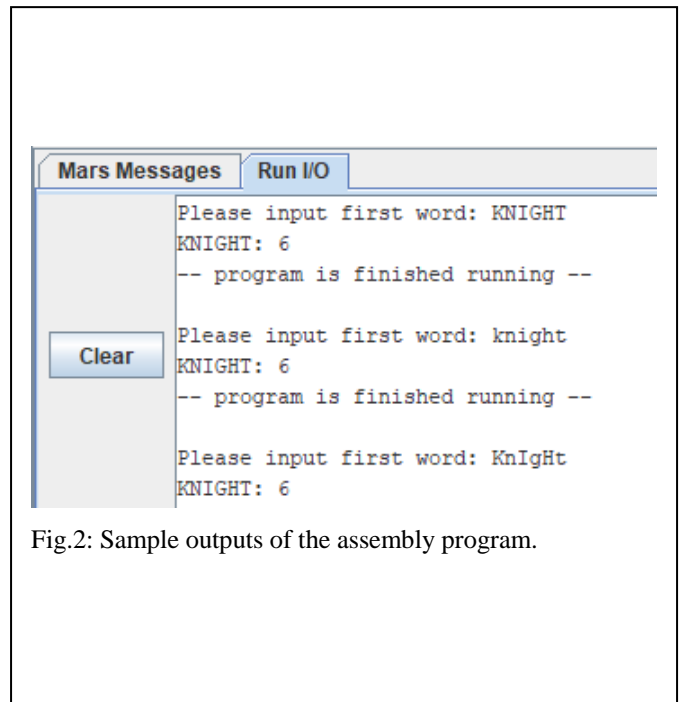 Mars Messages Run I/O
Please input first word: KNIGHT
KNIGHT: 6
-- program is finished running --
Please input first word: knight
Clear
KNIGHT: 6
-- program is finished running --
Please input first word: KnIgHt
KNIGHT: 6
Fig.2: Sample outputs of the assembly program.